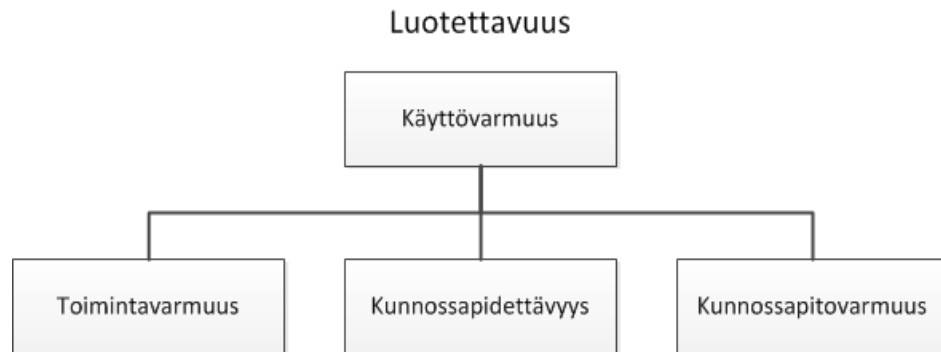 Luotettavuus
Käyttövarmuus
Toimintavarmuus
Kunnossapidettävyys
Kunnossapitovarmuus